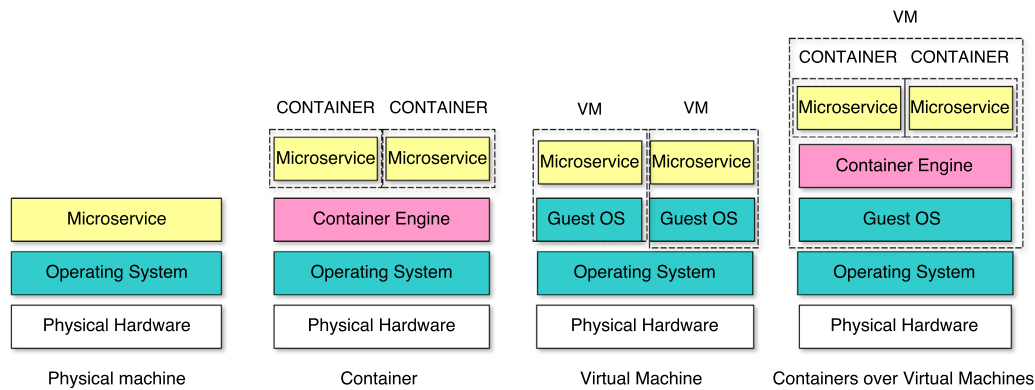 Microservice
Operating System
Physical Hardware
Physical machine
CONTAINER CONTAINER
Microservice Microservice
Container Engine
Operating System
Physical Hardware
Container
VM VM
Microservice Microservice
Guest OS Guest OS
Operating System
Physical Hardware
Virtual Machine
VM
CONTAINER CONTAINER
Microservice Microservice
Container Engine
Guest OS
Operating System
Physical Hardware
Containers over Virtual Machines